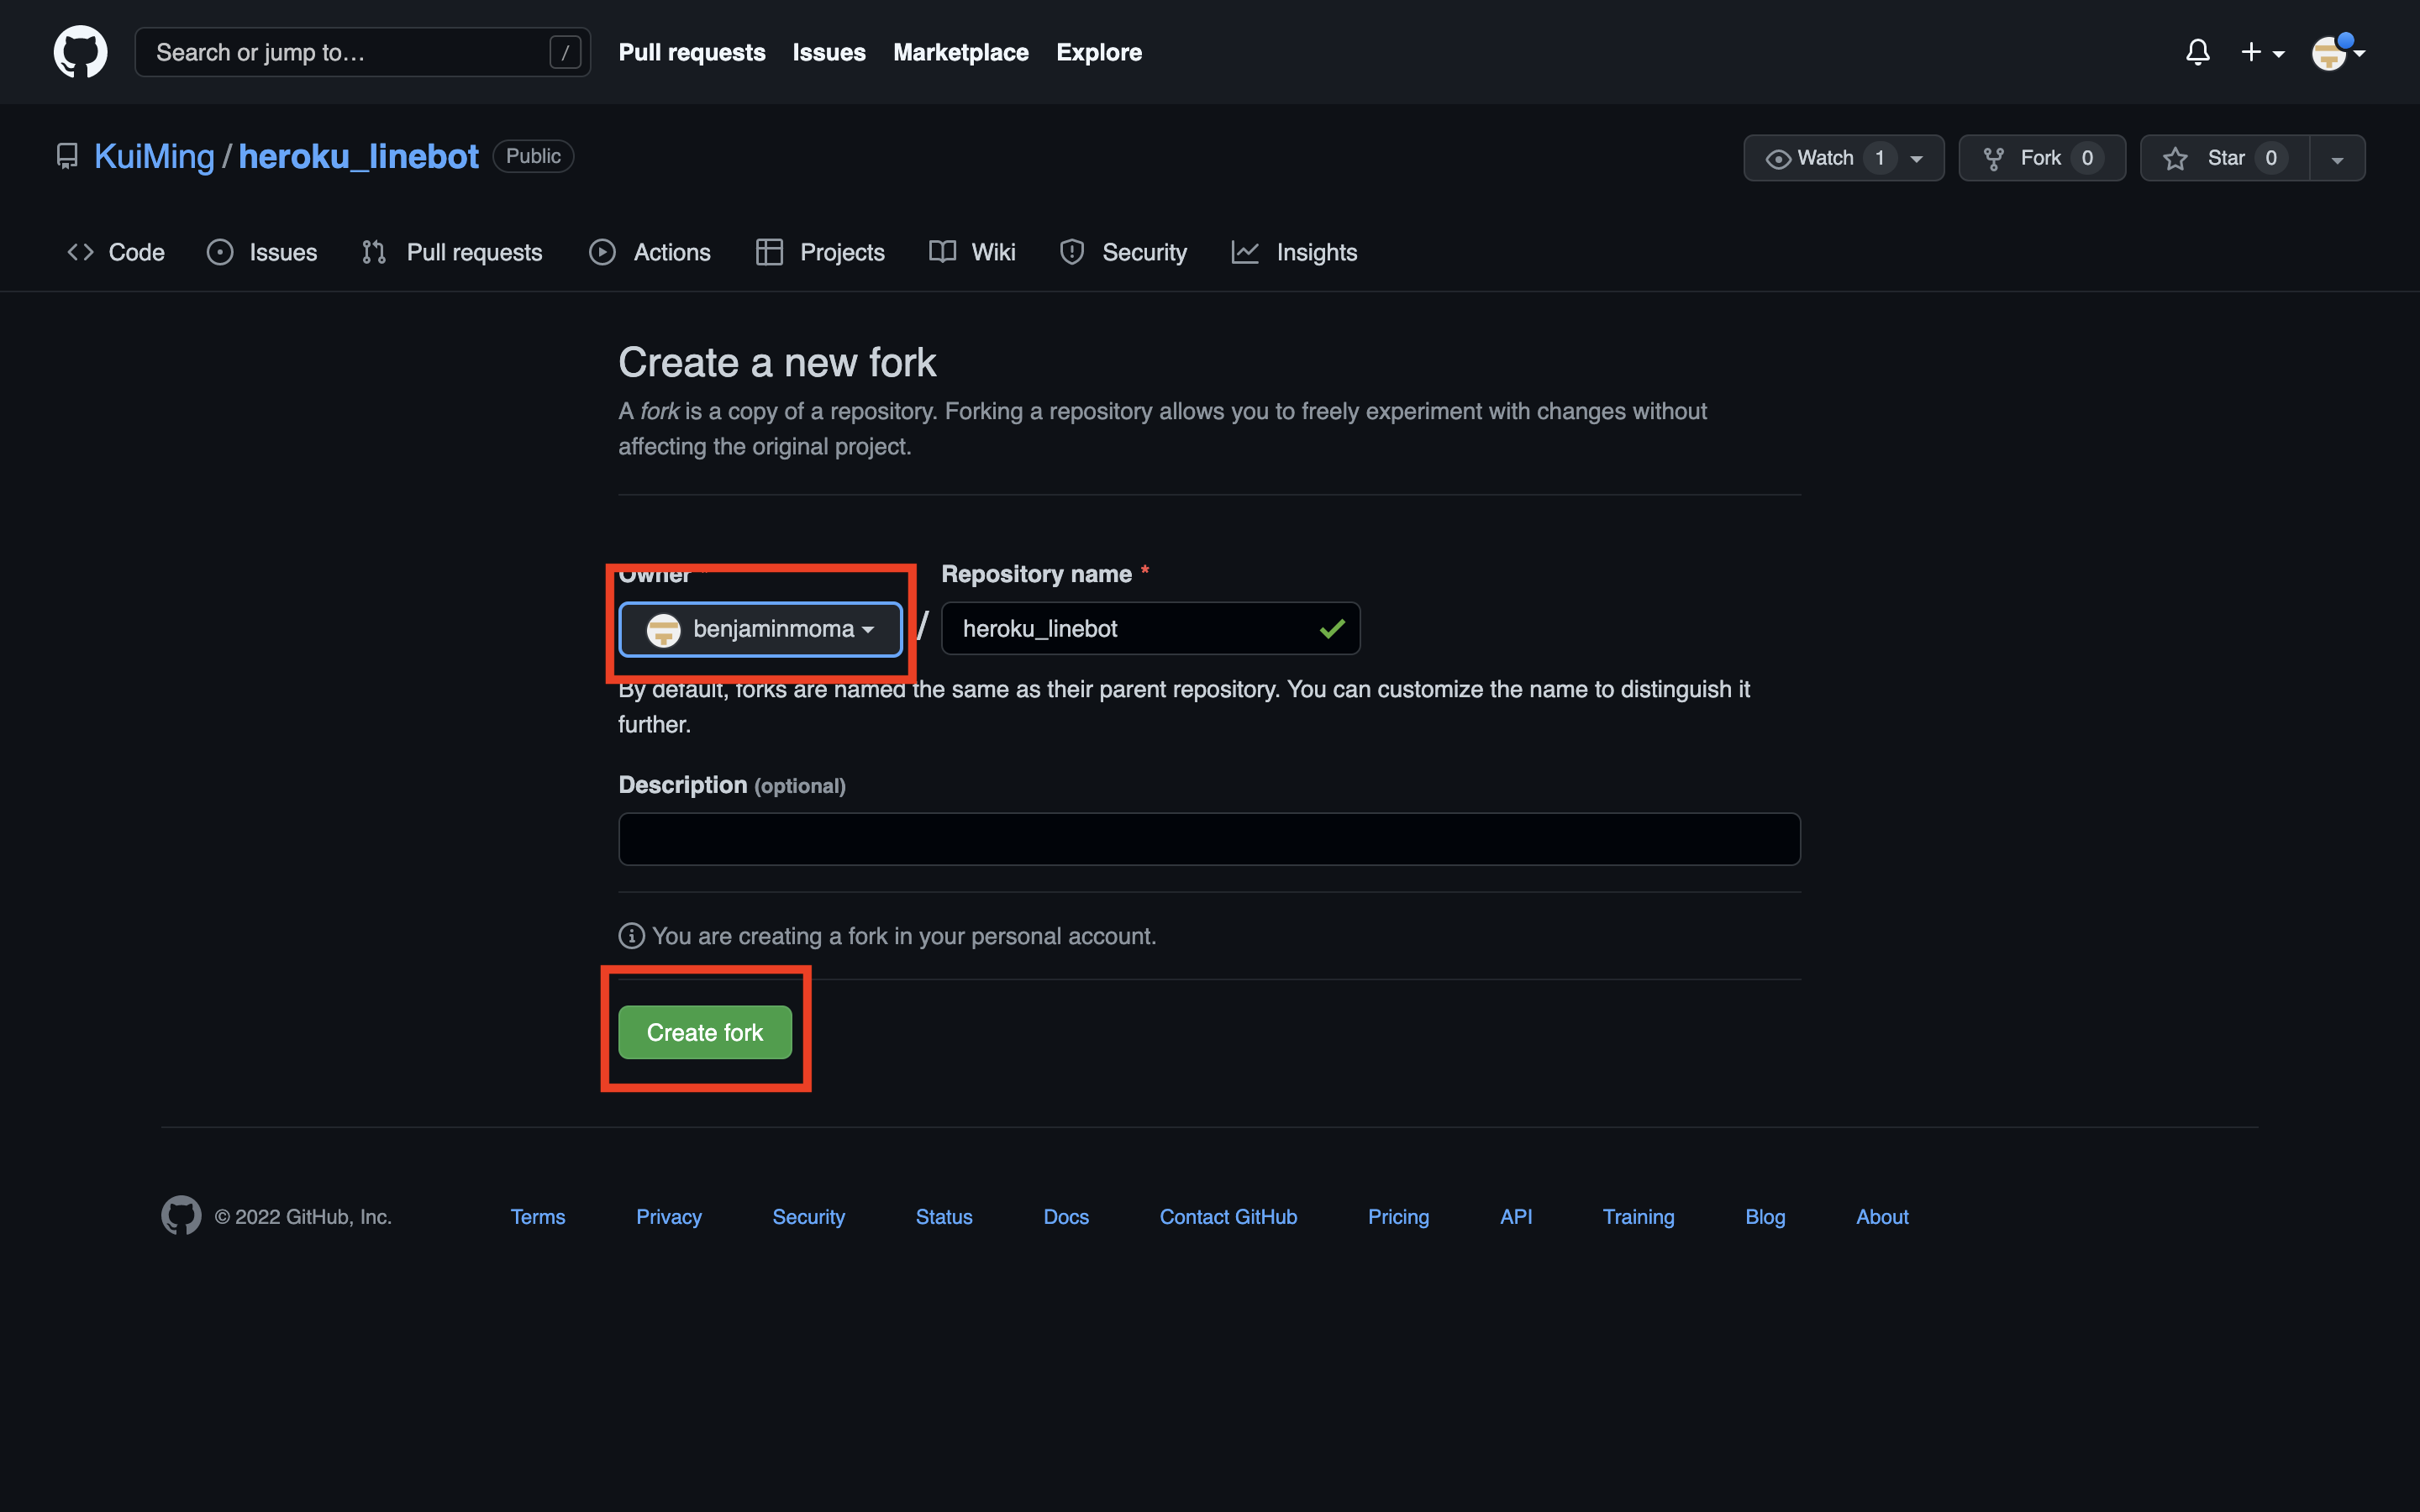 Search or jump to… /
Pull requests Issues Marketplace Explore
KuiMing / heroku_linebot Public
Watch 1 Fork 0 Star 0
Code Issues Pull requests Actions Projects Wiki Security Insights
Create a new fork
A fork is a copy of a repository. Forking a repository allows you to freely experiment with changes without
affecting the original project.
Owner * Repository name *
benjaminmoma / heroku_linebot
By default, forks are named the same as their parent repository. You can customize the name to distinguish it
further.
Description (optional)
You are creating a fork in your personal account.
Create fork
© 2022 GitHub, Inc. Terms Privacy Security Status Docs Contact GitHub Pricing API Training Blog About